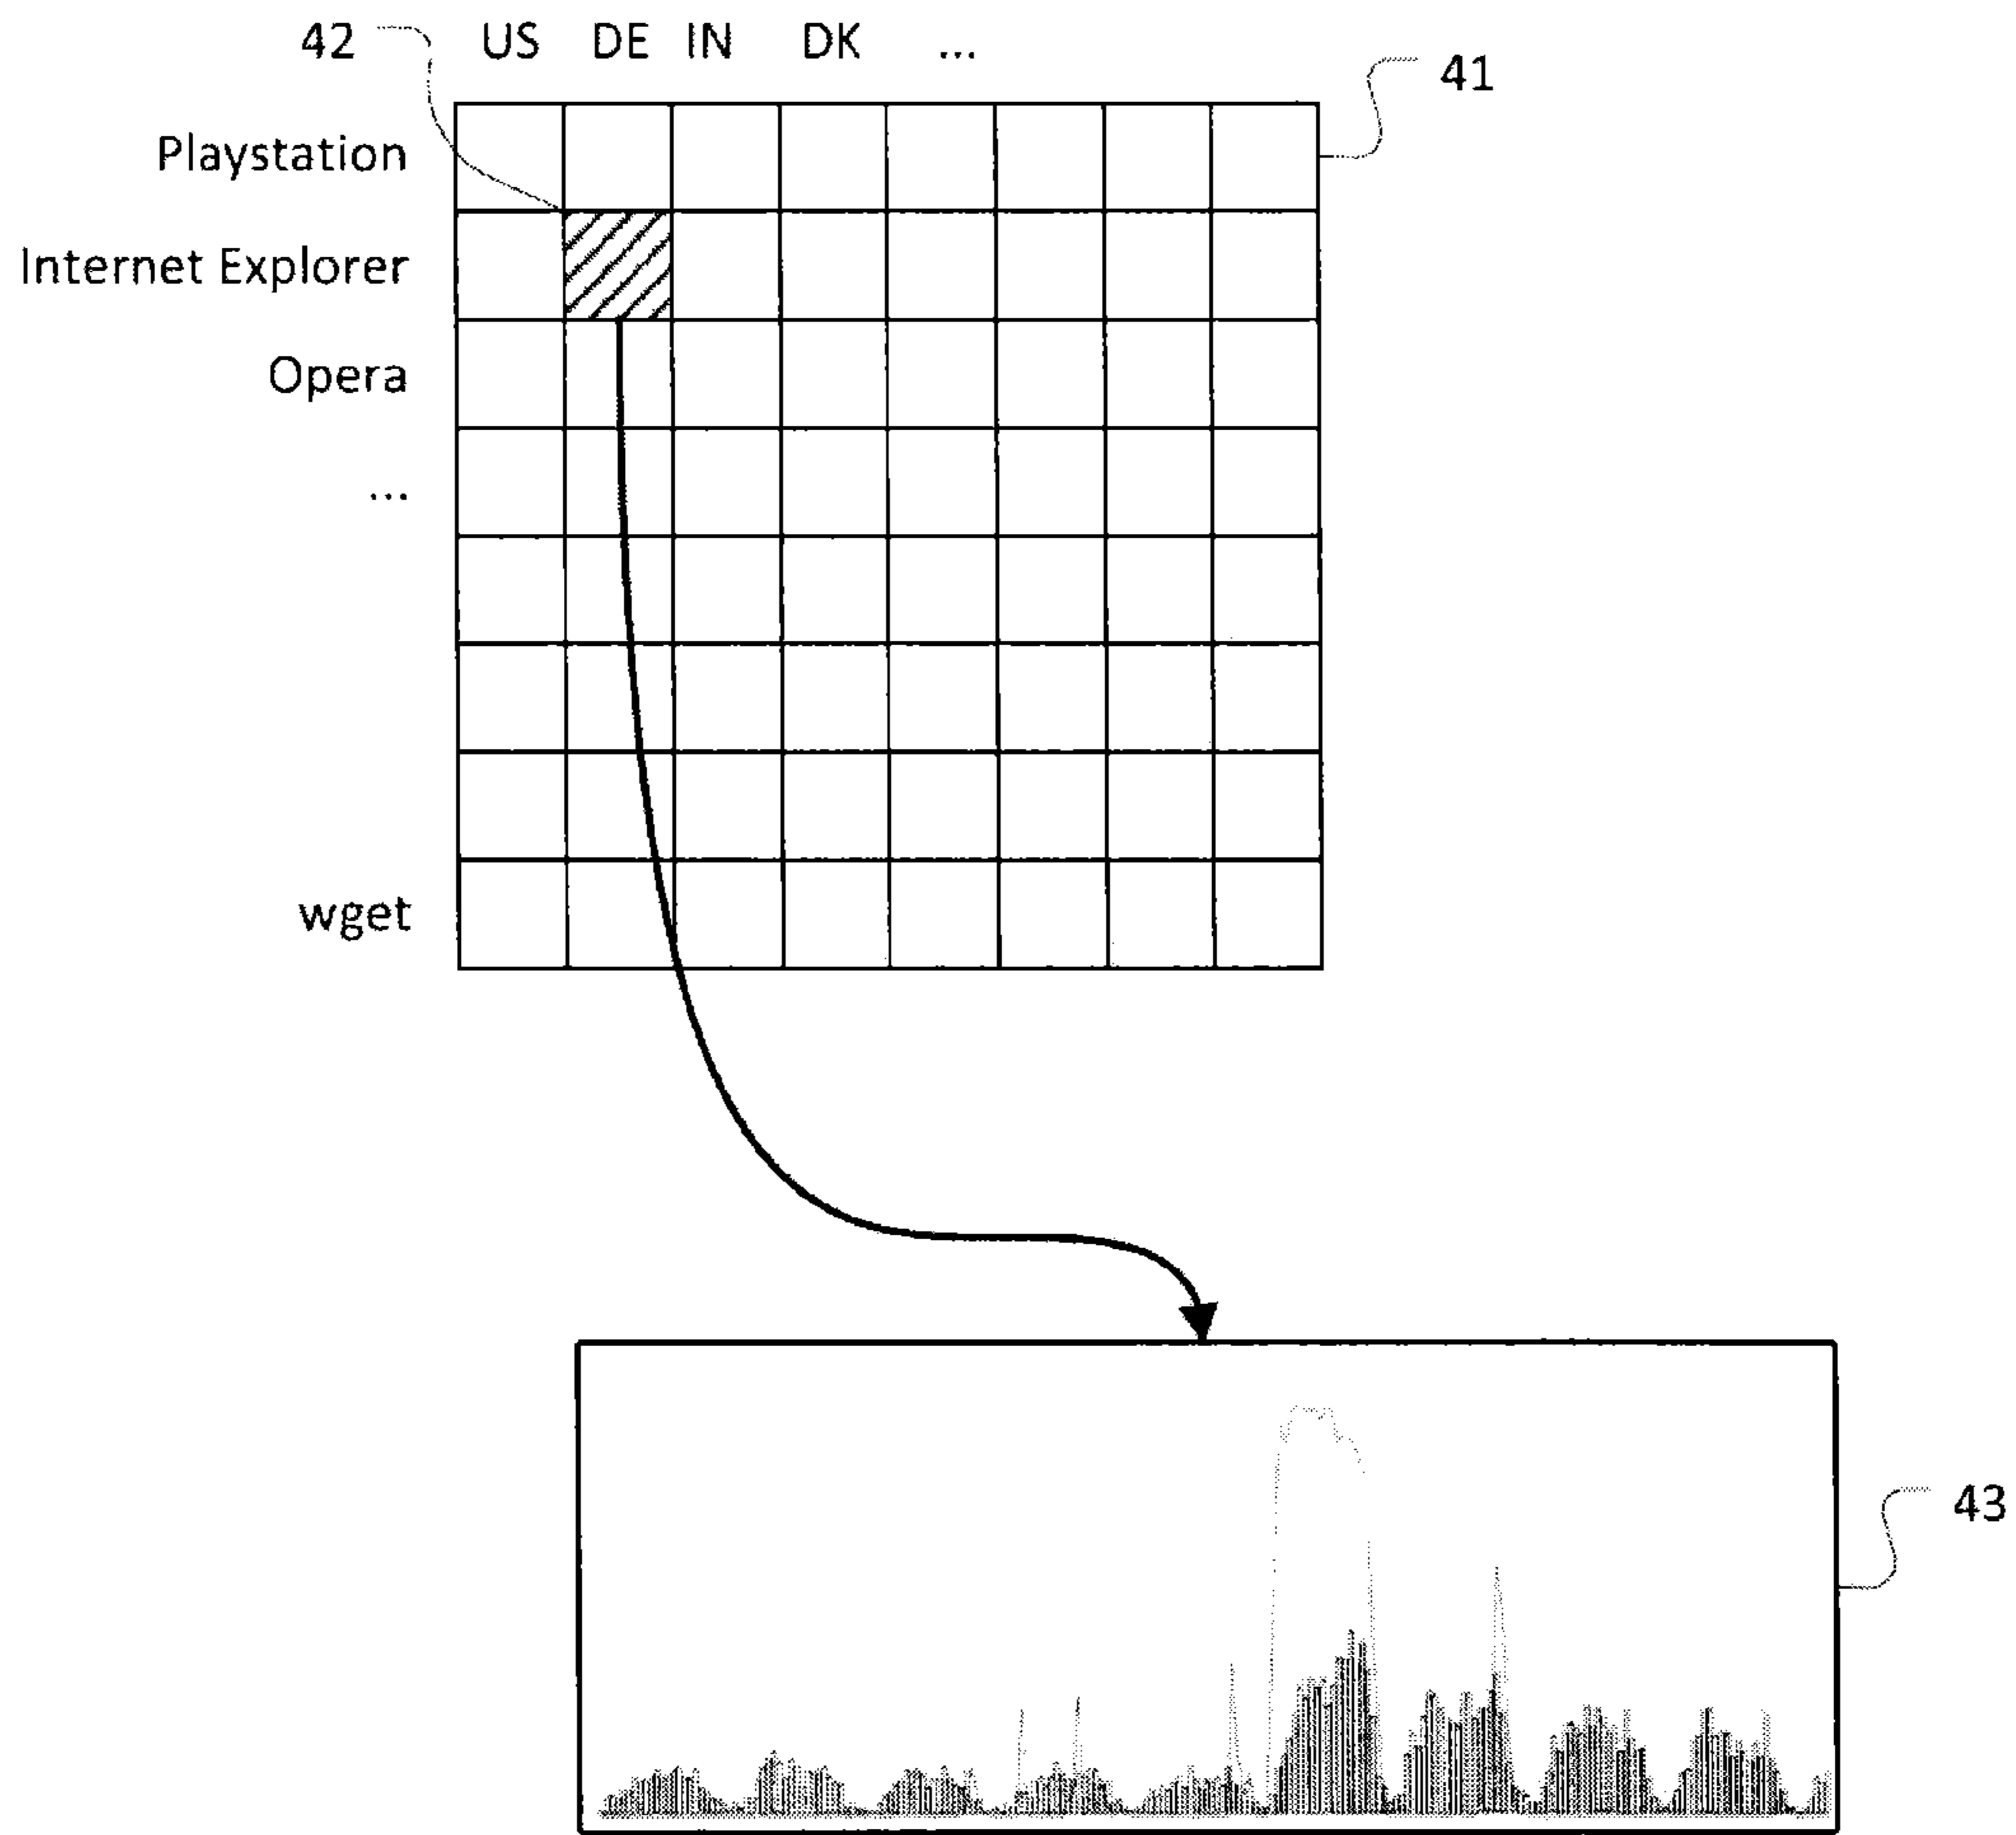 42 US DE IN DK ...
41
Playstation
Internet Explorer
Opera
...
wget
43